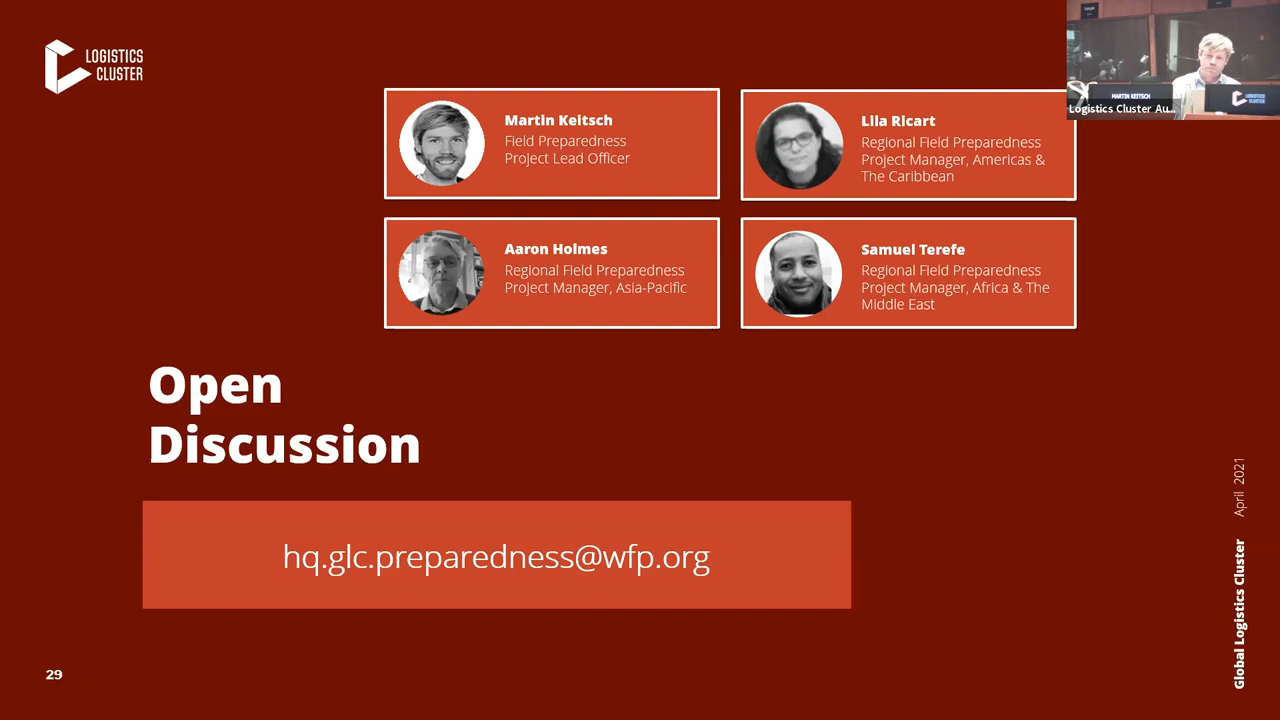 LOGISTICS
CLUSTER
Martin Keitsch
Field Preparedness
Project Lead Officer
Lila Ricart
Regional Field Preparedness
Project Manager, Americas &
The Caribbean
MARTIN KEITSCH
LOGISTICS
CLUSTER
Logistics Cluster Au...
Aaron Holmes
Regional Field Preparedness
Project Manager, Asia-Pacific
Samuel Terefe
Regional Field Preparedness
Project Manager, Africa & The
Middle East
Open
Discussion
hq.glc.preparedness@wfp.org
29
Global Logistics Cluster April 2021